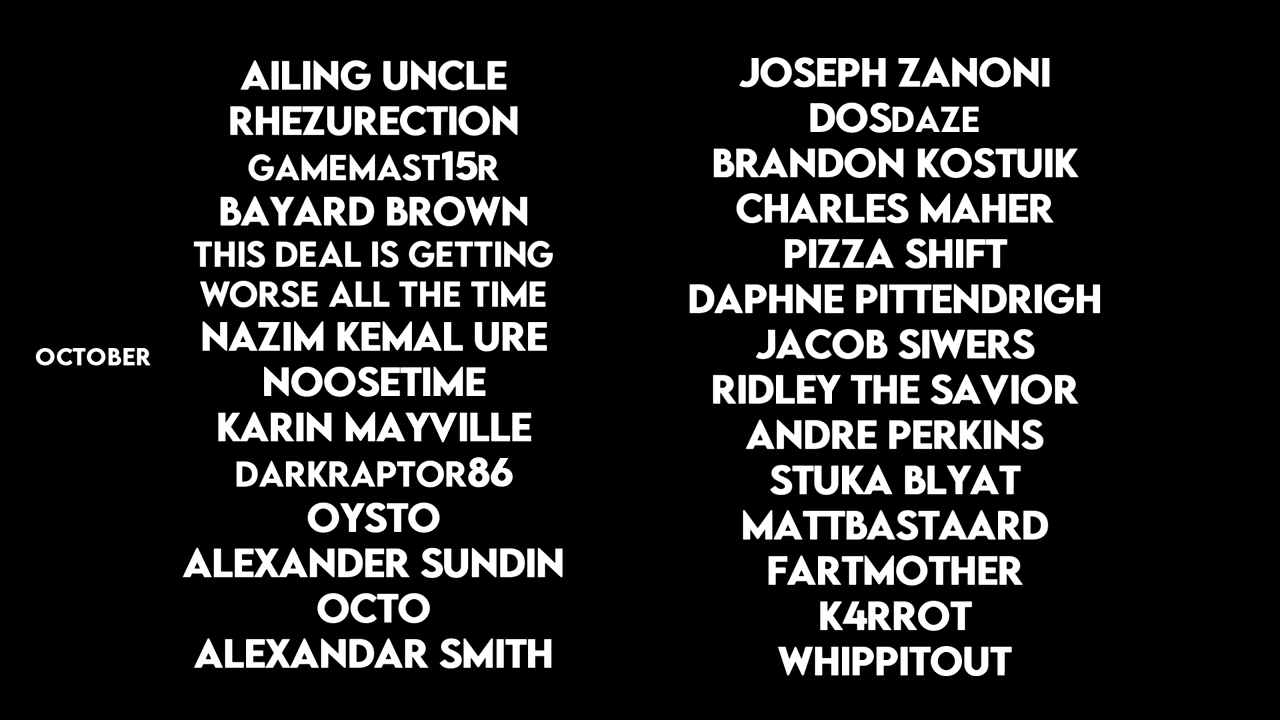 OCTOBER
AILING UNCLE
RHEZURECTION
GAMEMAST15R
BAYARD BROWN
THIS DEAL IS GETTING
WORSE ALL THE TIME
NAZIM KEMAL URE
NOOSETIME
KARIN MAYVILLE
DARKRAPTOR86
OYSTO
ALEXANDER SUNDIN
OCTO
ALEXANDAR SMITH
JOSEPH ZANONI
DOSDAZE
BRANDON KOSTUIK
CHARLES MAHER
PIZZA SHIFT
DAPHNE PITTENDRIGH
JACOB SIWERS
RIDLEY THE SAVIOR
ANDRE PERKINS
STUKA BLYAT
MATTBASTAARD
FARTMOTHER
K4RROT
WHIPPITOUT